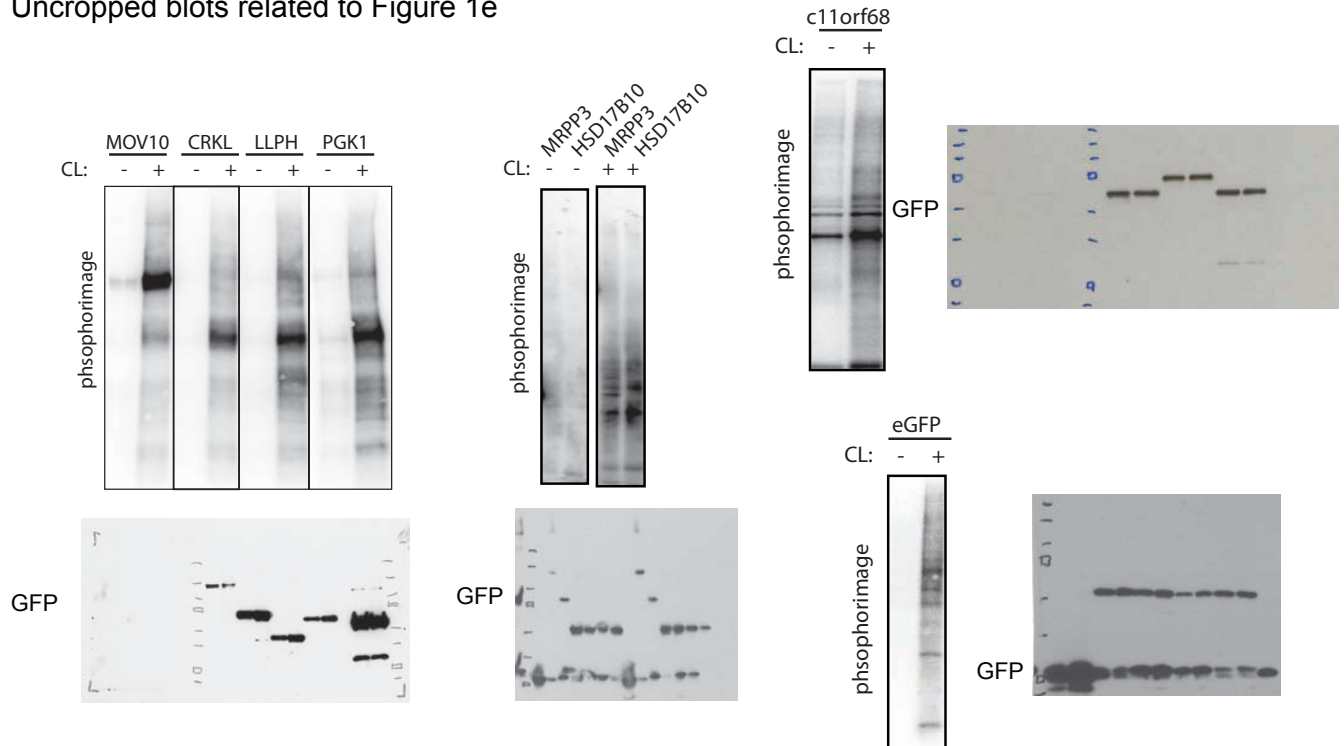 Uncropped blots related to Figure 1e
MOV10 CRKL LLPH PGK1
CL: - + - + - + - +
phsophorimage
GFP
MRPP3 HSD17B10 MRPP3 HSD17B10
CL: - - + +
phsophorimage
GFP
c11orf68
CL: - +
phsophorimage
GFP
eGFP
CL: - +
phsophorimage
GFP